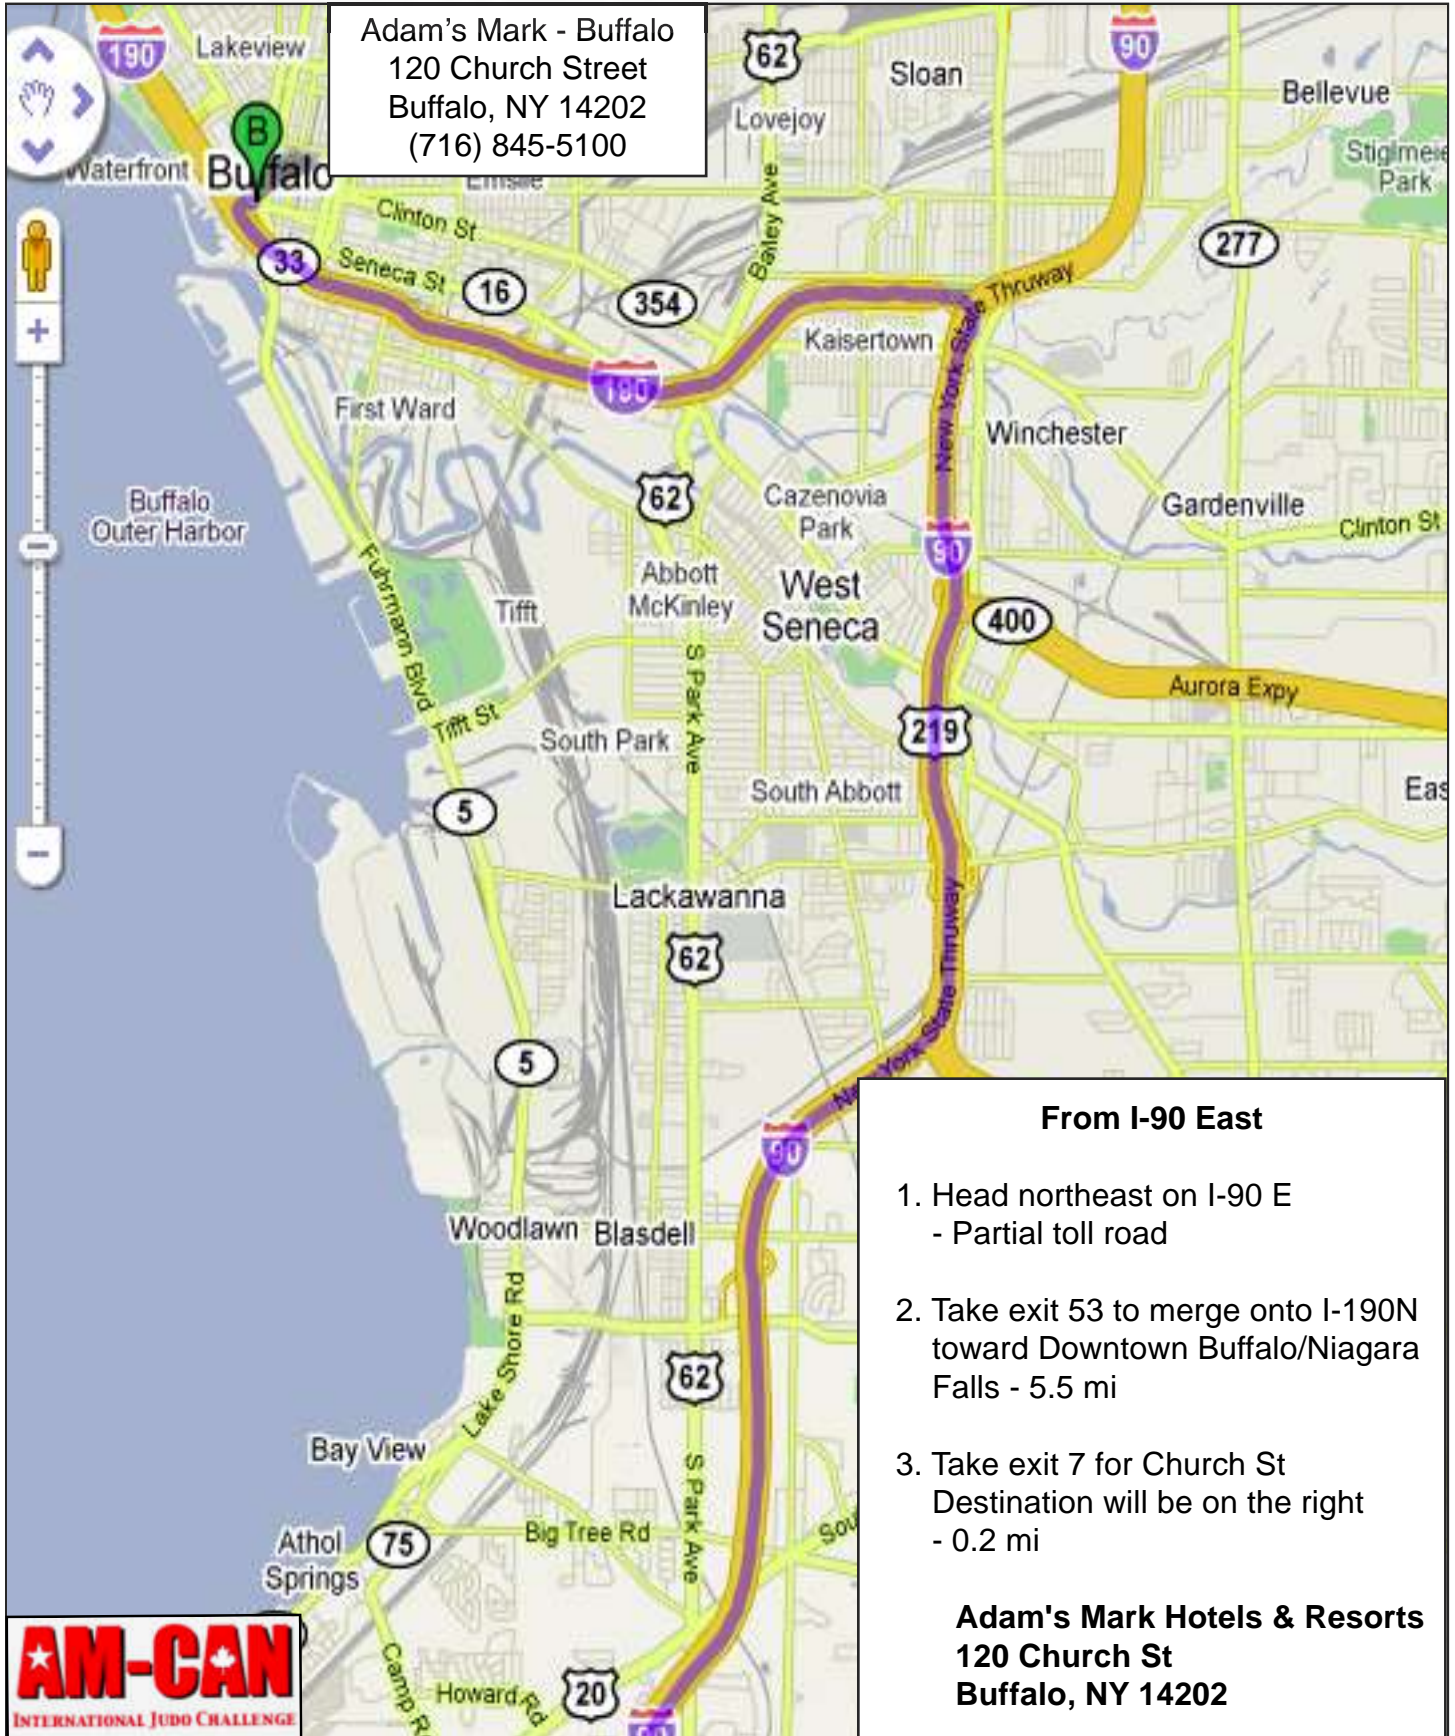 190
Lakeview
Adam's Mark - Buffalo
120 Church Street
Buffalo, NY 14202
(716) 845-5100
62
Lovejoy
Sloan
90
Bellevue
Park
Waterfront
B
Buffalo
Emslie
Clinton St
Bailey Ave
33
Seneca St
16
354
277
New York State Thruway
Kaisertown
190
First Ward
Winchester
Buffalo
Outer Harbor
62
Cazenovia
Park
Gardenville
Clinton St
90
Fuhrmann Blvd
Tifft
Abbott
McKinley
West
Seneca
400
Aurora Expy
S Park Ave
Tifft St
South Park
219
South Abbott
5
Lackawanna
62
New York State Thruway
5
90
Woodlawn
Blasdell
Lake Shore Rd
62
Bay View
S Park Ave
Athol
Springs
75
Big Tree Rd
Camp
Howard Rd
20
90
From I-90 East
1. Head northeast on I-90 E
- Partial toll road
2. Take exit 53 to merge onto I-190N
toward Downtown Buffalo/Niagara
Falls - 5.5 mi
3. Take exit 7 for Church St
Destination will be on the right
- 0.2 mi
Adam's Mark Hotels & Resorts
120 Church St
Buffalo, NY 14202
AM-CAN
INTERNATIONAL JUDO CHALLENGE